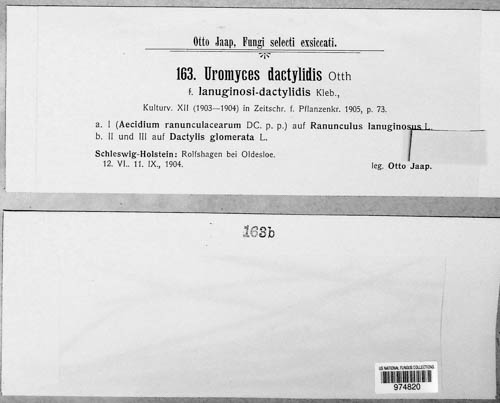 Otto Jaap, Fungi selecti exsiccati.
163. Uromyces dactylidis Otth
f. lanuginosi-dactylidis Kleb.,
Kulturv. XII (1903—1904) in Zeitschr. f. Pflanzenkr. 1905, p. 73.
a. I (Aecidium ranunculacearum DC. p. p.) auf Ranunculus lanuginosus L.
b. II und III auf Dactylis glomerata L.
Schleswig-Holstein: Rolfshagen bei Oldesloe.
12. VI.. 11. IX., 1904. leg. Otto Jaap.
163b
US NATIONAL FUNGUS COLLECTIONS
974820